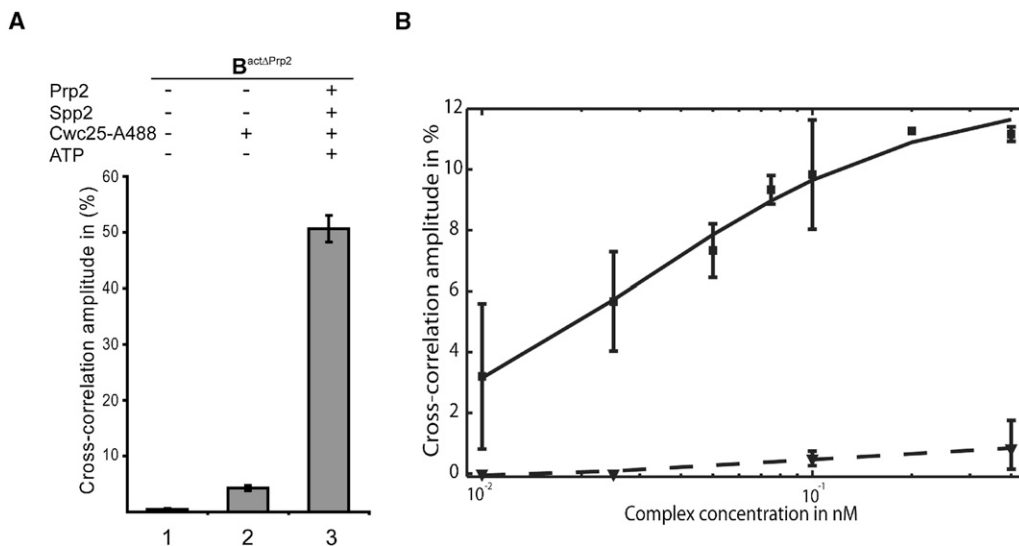 A
B^actΔPrp2
Prp2 - - +
Spp2 - - +
Cwc25-A488 - + +
ATP - - +
Cross-correlation amplitude in (%)
60
50
40
30
20
10
1 2 3
B
Cross-correlation amplitude in %
12
10
8
6
4
2
0
10^-2 10^-1
Complex concentration in nM